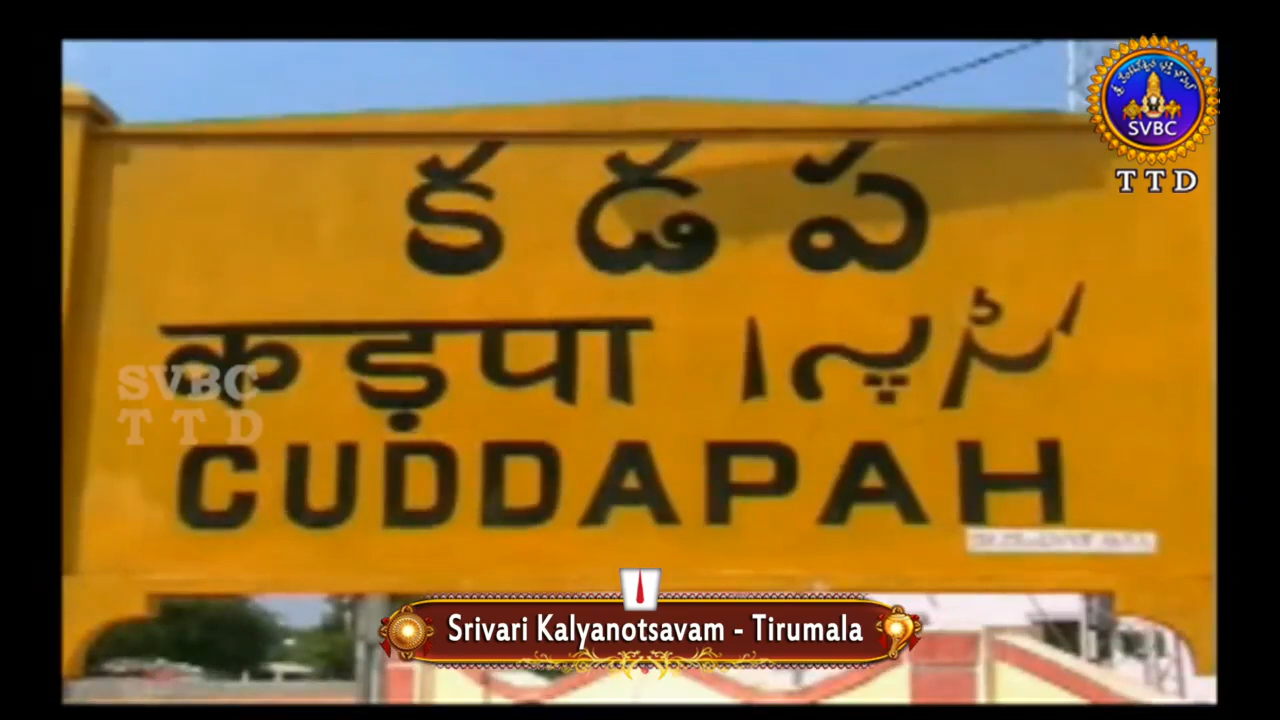 కడప
कड़पा
CUDDAPAH
SVBC
TTD
SVBC
TTD
Srivari Kalyanotsavam - Tirumala